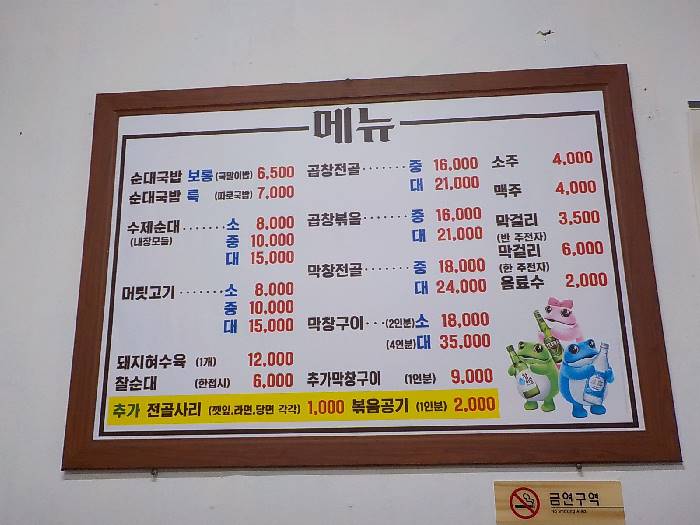 메뉴
순대국밥 보통 (국말이밥) 6,500
순대국밥 특 (따로국밥) 7,000
수제순대 ······· 소 8,000
(내장모듬) 중 10,000
대 15,000
머릿고기 ······· 소 8,000
중 10,000
대 15,000
돼지혀수육 (1개) 12,000
찰순대 (한접시) 6,000
곱창전골 ······· 중 16,000
대 21,000
곱창볶음 ······· 중 16,000
대 21,000
막창전골 ······· 중 18,000
대 24,000
막창구이 ··· (2인분) 소 18,000
(4인분) 대 35,000
추가막창구이 (1인분) 9,000
소주 4,000
맥주 4,000
막걸리 3,500
(반 주전자)
막걸리 6,000
(한 주전자)
음료수 2,000
추가 전골사리 (깻잎,라면,당면 각각) 1,000 볶음공기 (1인분) 2,000
금연구역
No Smoking Area